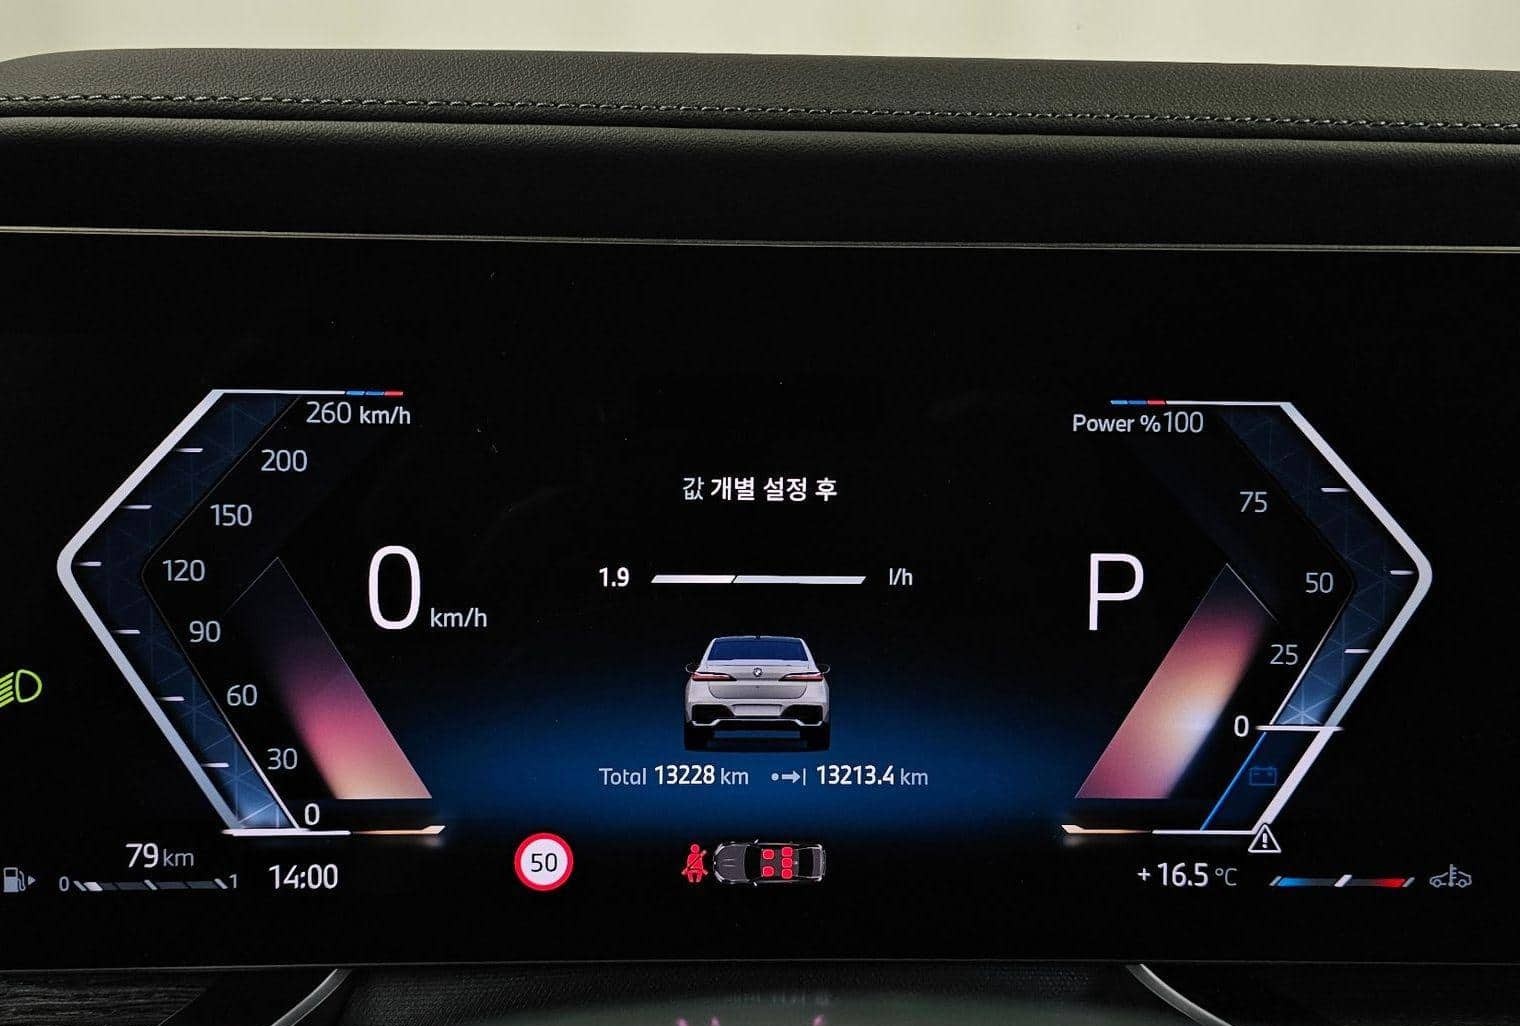 260 km/h
200
150
120
90
60
30
0
0 km/h
값 개별 설정 후
1.9 l/h
Total 13228 km 13213.4 km
P
Power %100
75
50
25
0
79 km
0 1
14:00
50
+16.5 °C